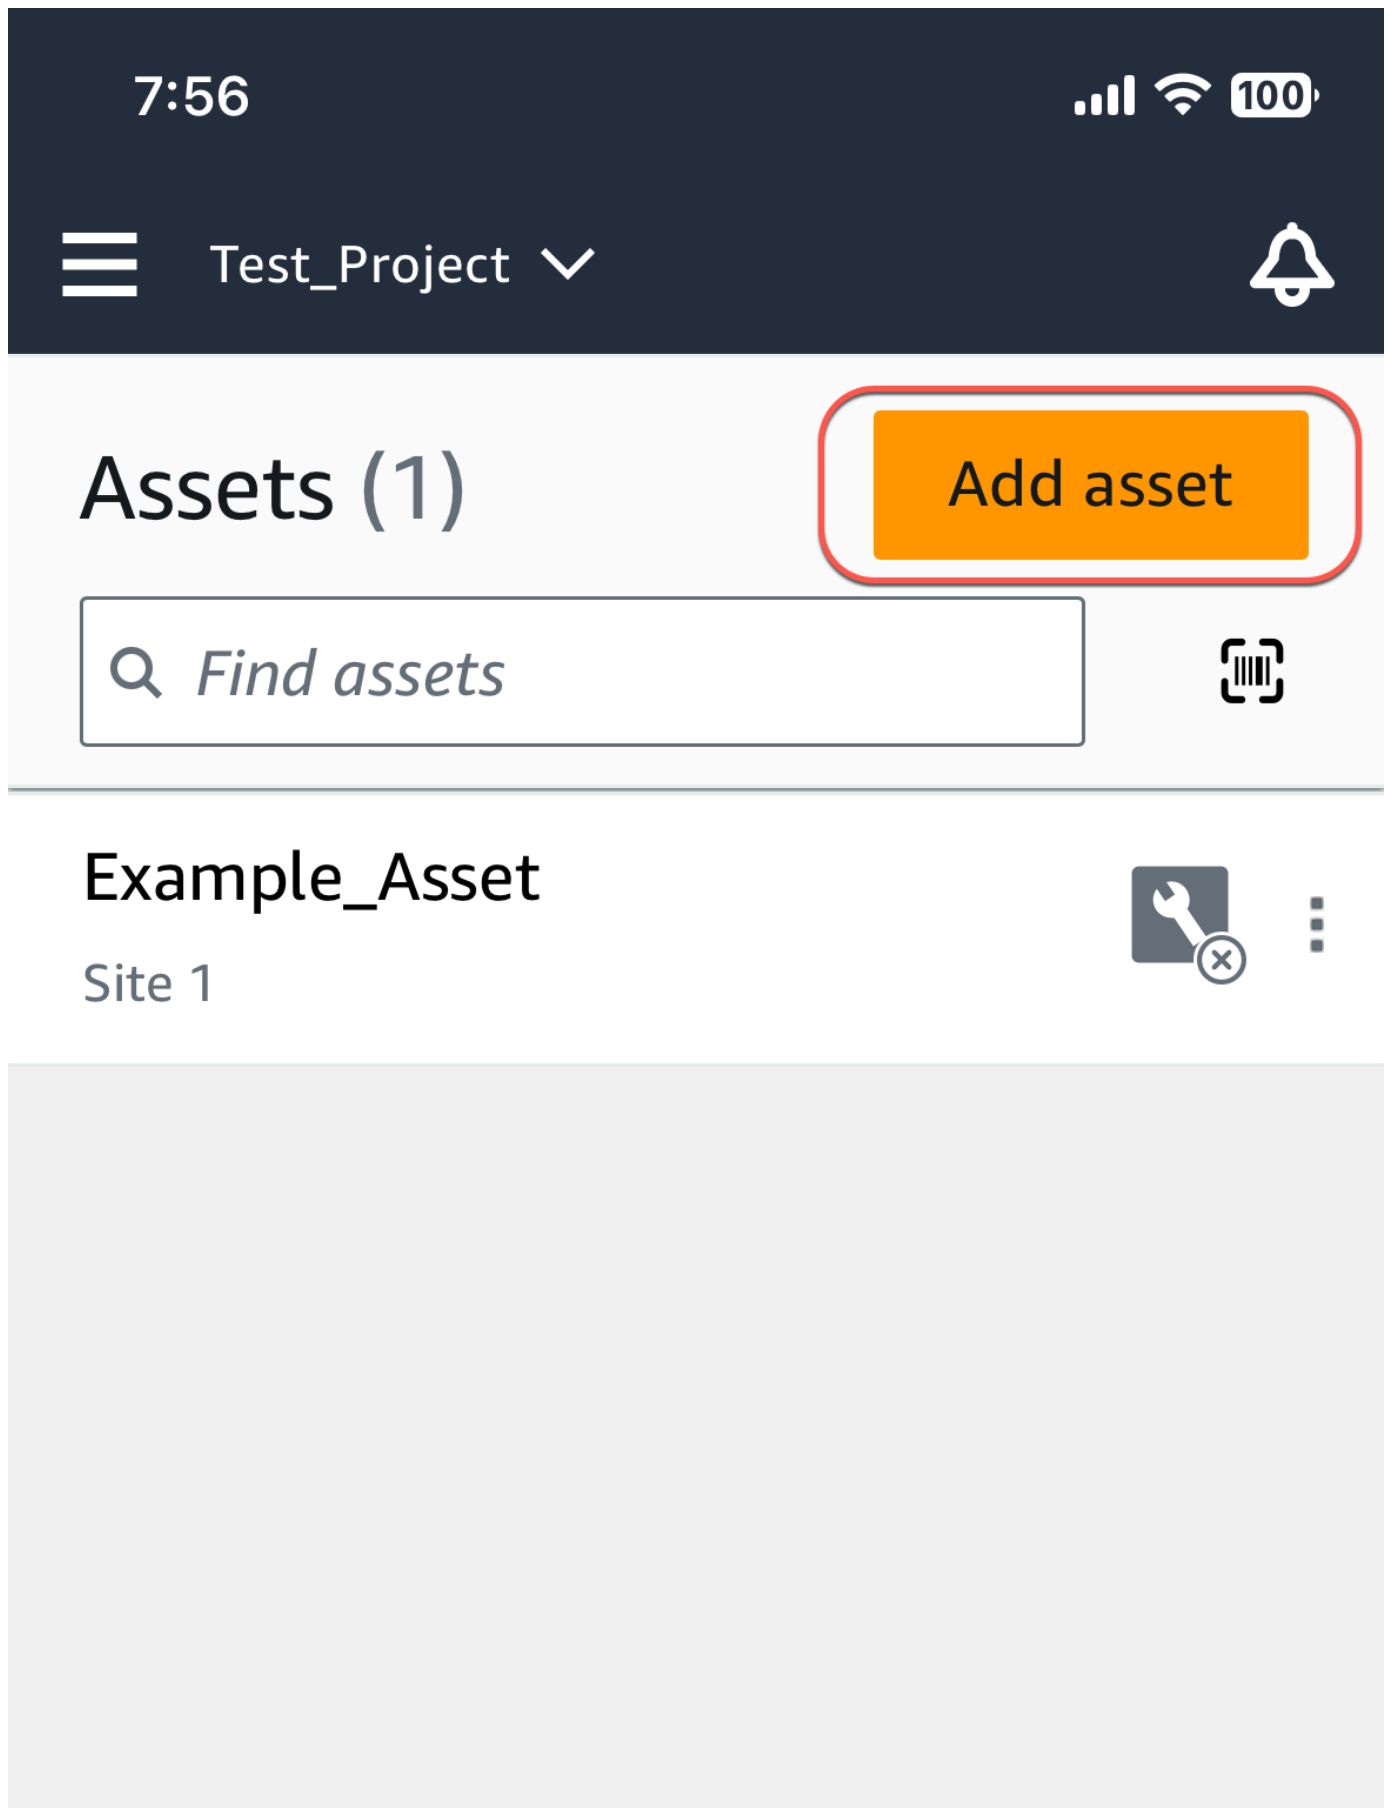 7:56
100
Test_Project
Assets (1)
Add asset
Find assets
Example_Asset
Site 1